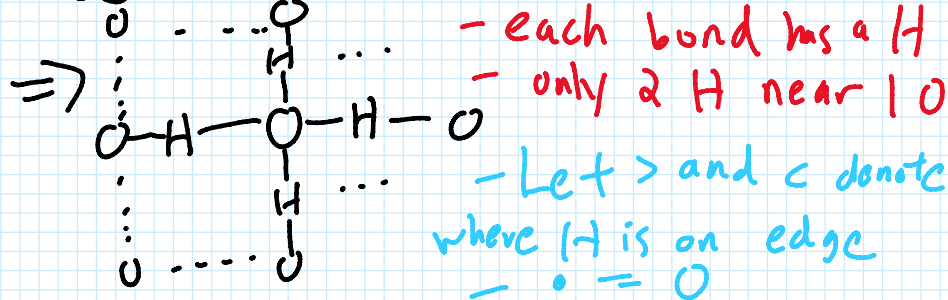 O
O
H
- each bond has a H
- only 2 H near 1 O
=> O-H-O-H-O
H
- Let > and < denote
where H is on edge
O O
- • = O